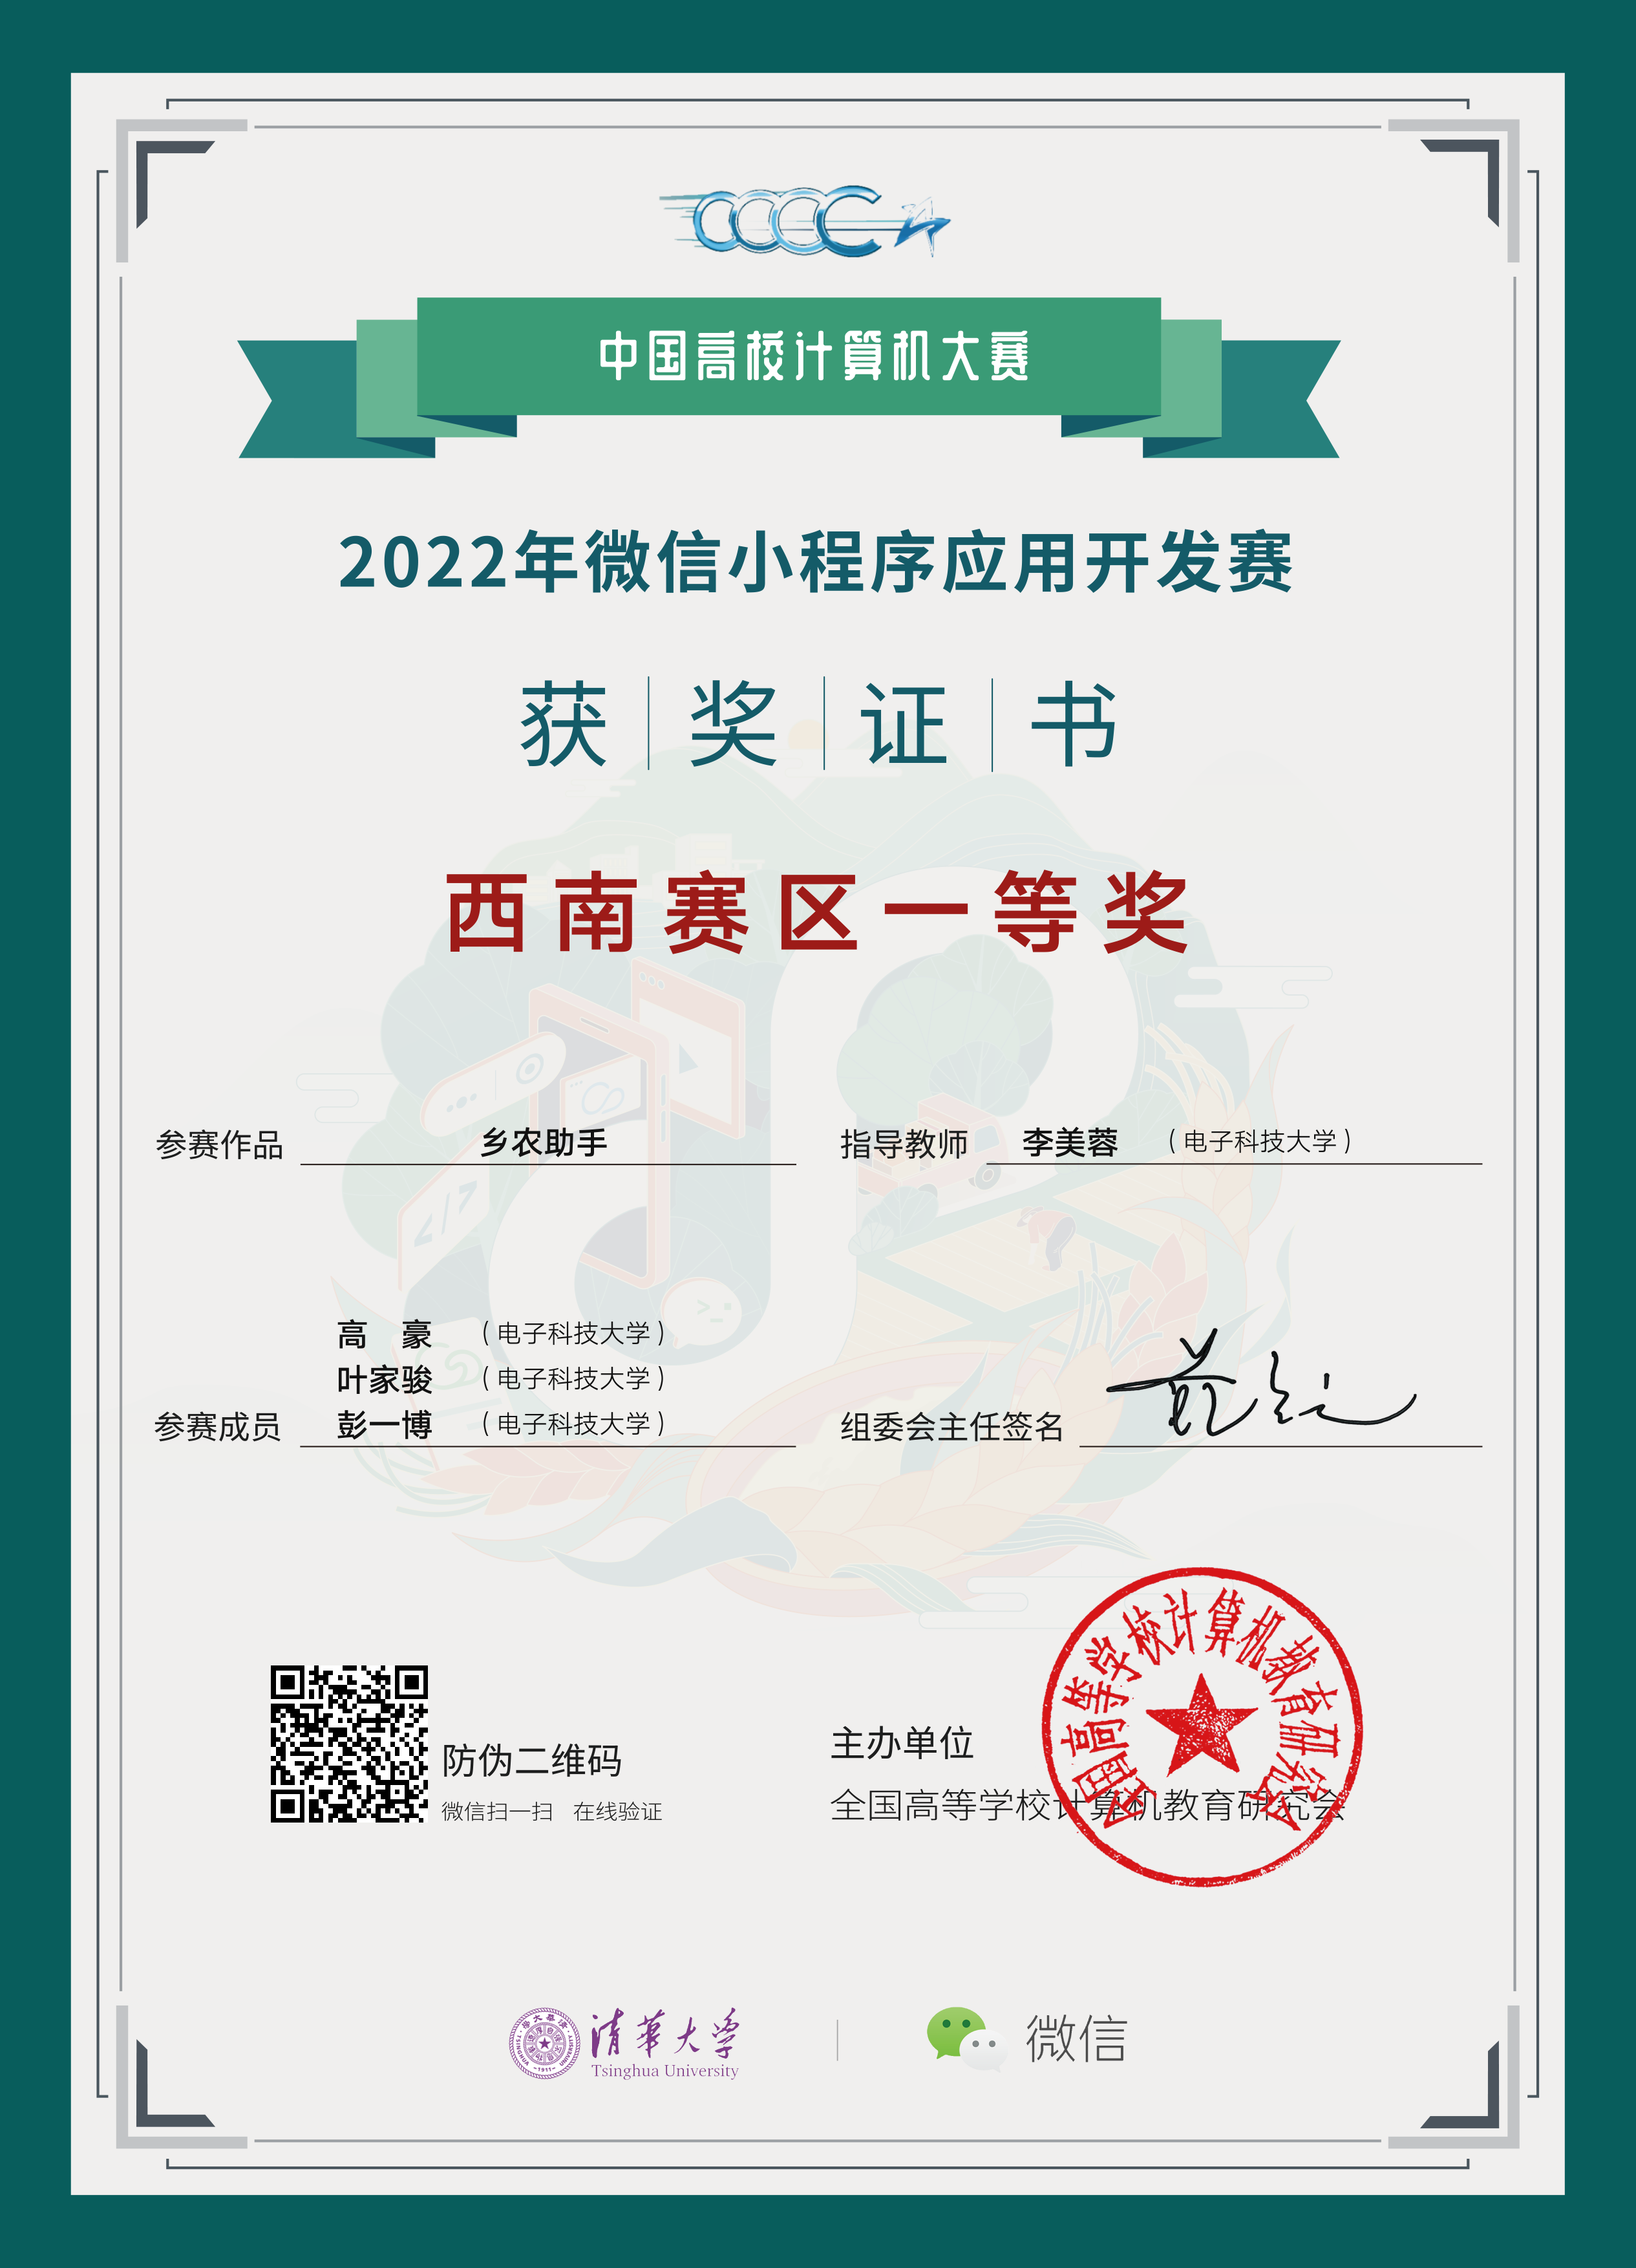 CCCC
中国高校计算机大赛
2022年微信小程序应用开发赛
获奖证书
西南赛区一等奖
参赛作品 乡农助手
指导教师 李美蓉 （电子科技大学）
高 豪 （电子科技大学）
叶家骏 （电子科技大学）
参赛成员 彭一博 （电子科技大学）
组委会主任签名
防伪二维码
微信扫一扫 在线验证
主办单位
全国高等学校计算机教育研究会
全国高等学校计算机教育研究会
清華大学
Tsinghua University
微信